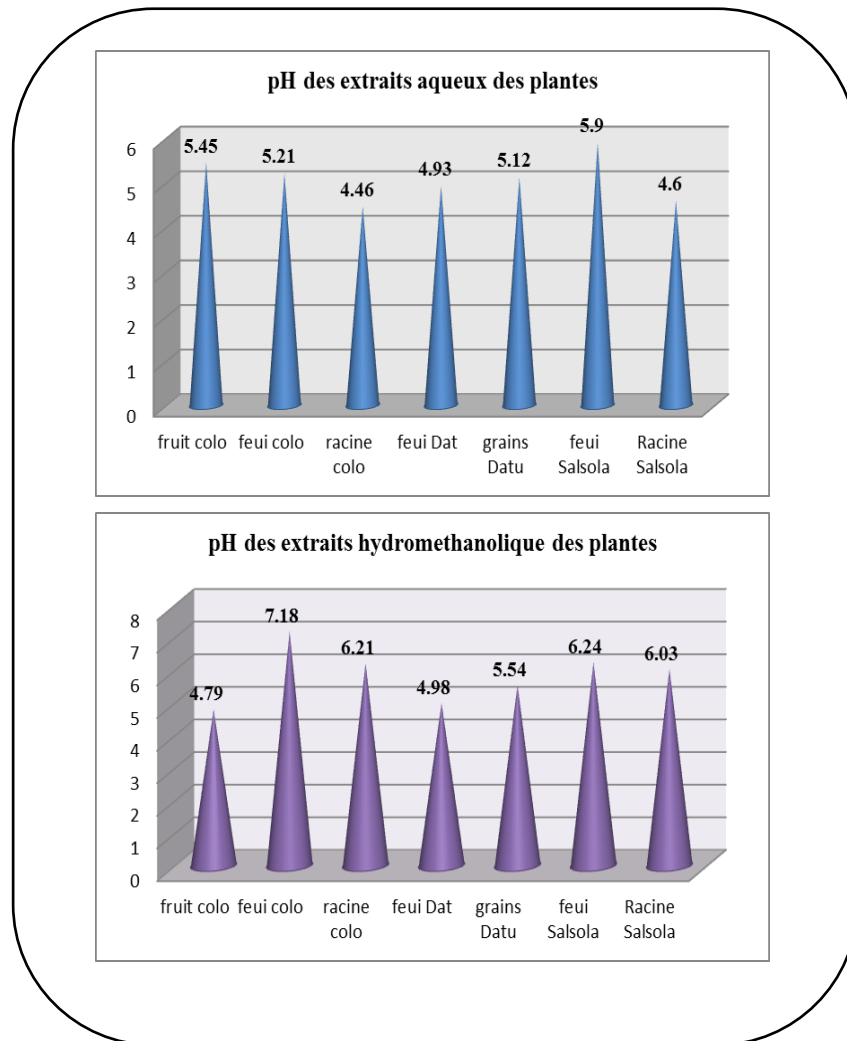 pH des extraits aqueux des plantes
6
5
4
3
2
1
0
5.45
5.21
4.46
4.93
5.12
5.9
4.6
fruit colo
feui colo
racine
colo
feui Dat
grains
Datu
feui
Salsola
Racine
Salsola
pH des extraits hydromethanolique des plantes
8
7
6
5
4
3
2
1
0
4.79
7.18
6.21
4.98
5.54
6.24
6.03
fruit colo
feui colo
racine
colo
feui Dat
grains
Datu
feui
Salsola
Racine
Salsola